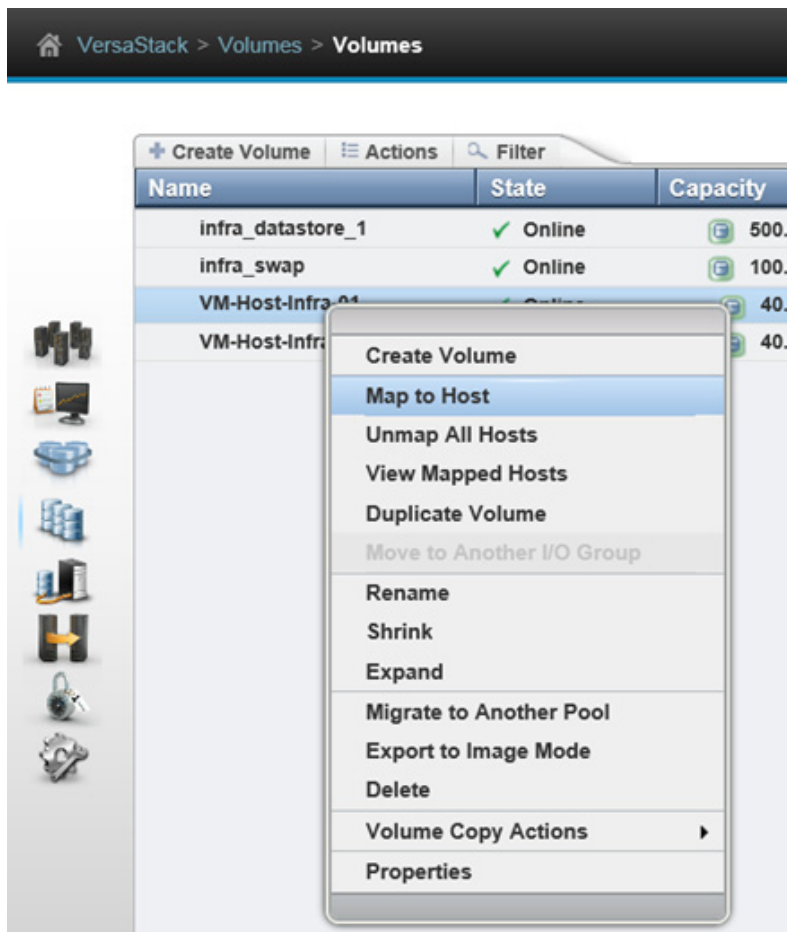 VersaStack > Volumes > Volumes
Create Volume Actions Filter
Name State Capacity
infra_datastore_1 Online 500.
infra_swap Online 100.
VM-Host-Infra-01 Online 40.
VM-Host-Infra 40.
Create Volume
Map to Host
Unmap All Hosts
View Mapped Hosts
Duplicate Volume
Move to Another I/O Group
Rename
Shrink
Expand
Migrate to Another Pool
Export to Image Mode
Delete
Volume Copy Actions
Properties